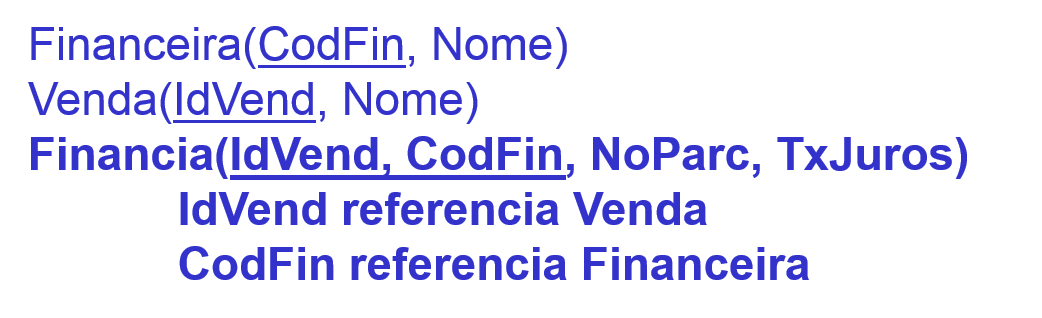 Financeira(CodFin, Nome)
Venda(IdVend, Nome)
Financia(IdVend, CodFin, NoParc, TxJuros)
IdVend referencia Venda
CodFin referencia Financeira